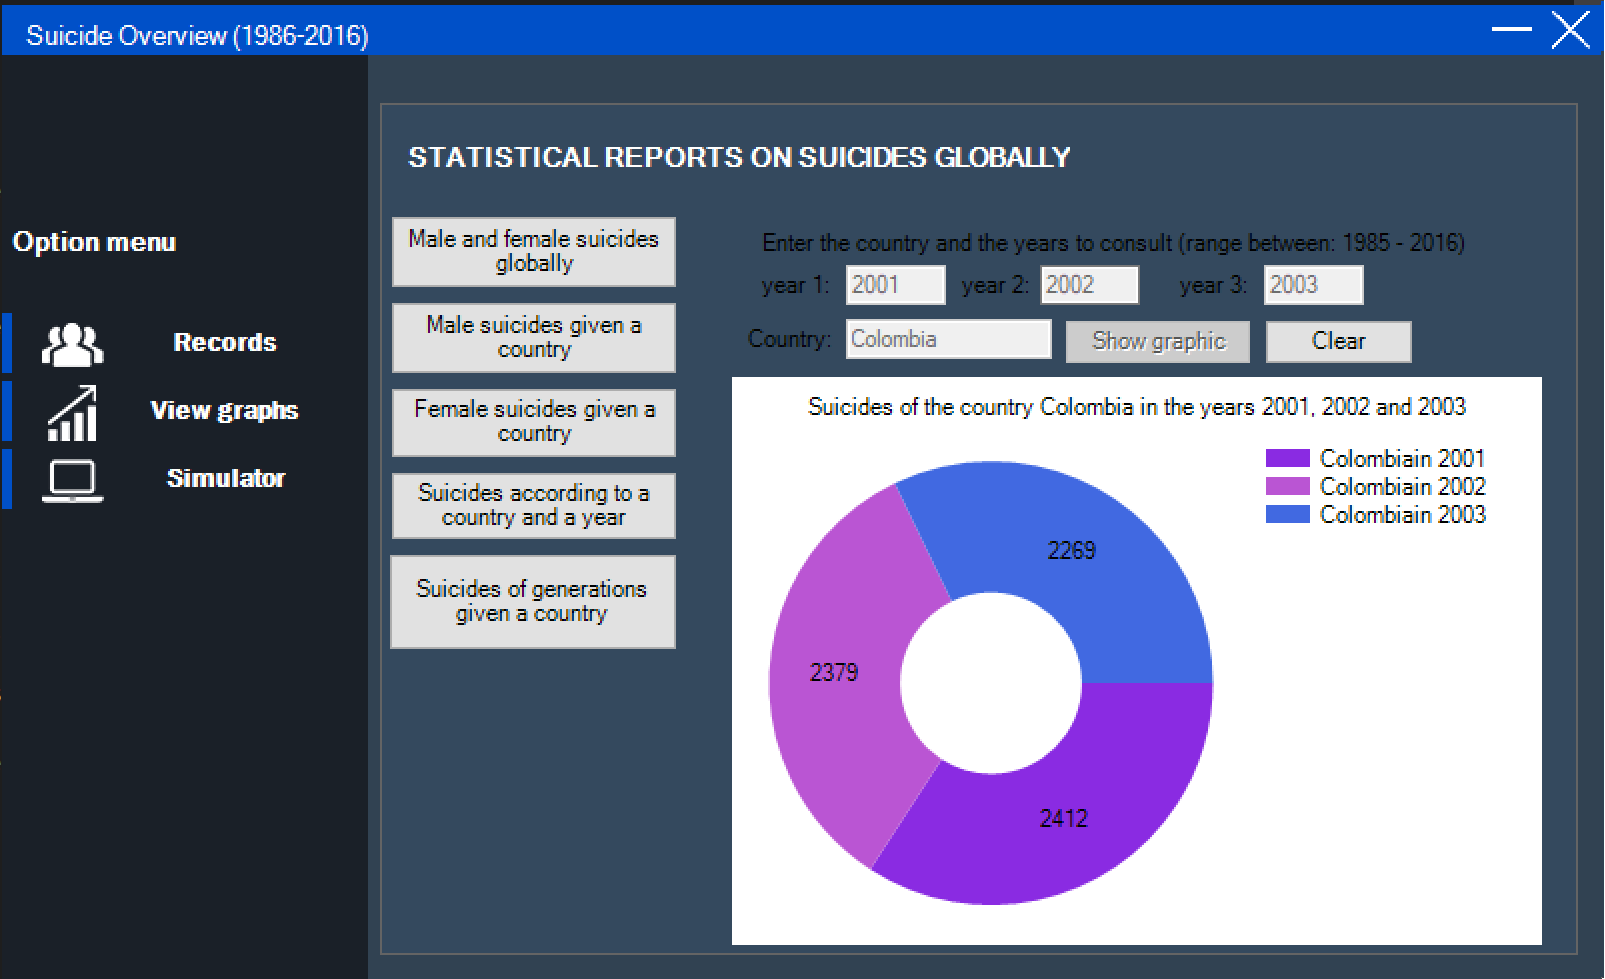 Suicide Overview (1986-2016)
STATISTICAL REPORTS ON SUICIDES GLOBALLY
Option menu
Records
View graphs
Simulator
Male and female suicides
globally
Male suicides given a
country
Female suicides given a
country
Suicides according to a
country and a year
Suicides of generations
given a country
Enter the country and the years to consult (range between: 1985 - 2016)
year 1: 2001 year 2: 2002 year 3: 2003
Country: Colombia Show graphic Clear
Suicides of the country Colombia in the years 2001, 2002 and 2003
Colombiain 2001
Colombiain 2002
Colombiain 2003
2269
2379
2412